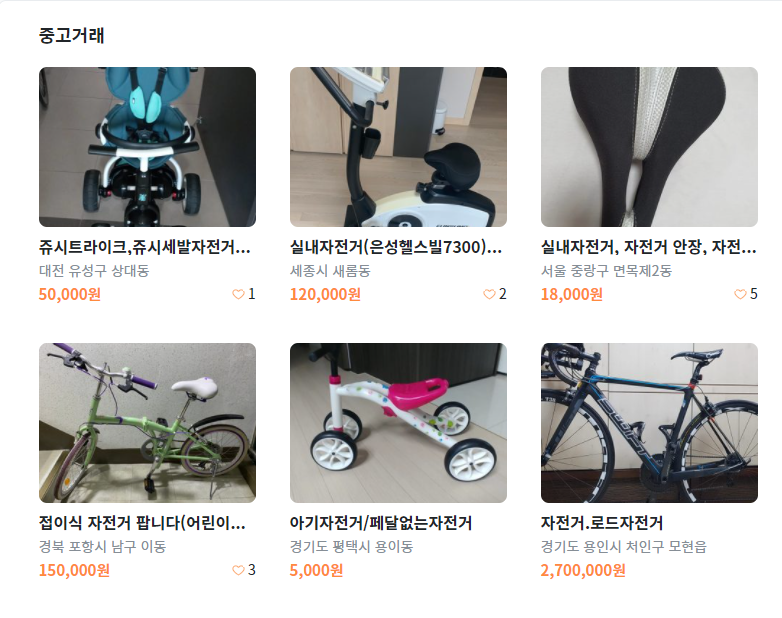 중고거래
쥬시트라이크,쥬시세발자전거...
대전 유성구 상대동
50,000원
1
실내자전거(은성헬스빌7300)...
세종시 새롬동
120,000원
2
실내자전거, 자전거 안장, 자전...
서울 중랑구 면목제2동
18,000원
5
접이식 자전거 팝니다(어린이...
경북 포항시 남구 이동
150,000원
3
아기자전거/페달없는자전거
경기도 평택시 용이동
5,000원
자전거.로드자전거
경기도 용인시 처인구 모현읍
2,700,000원